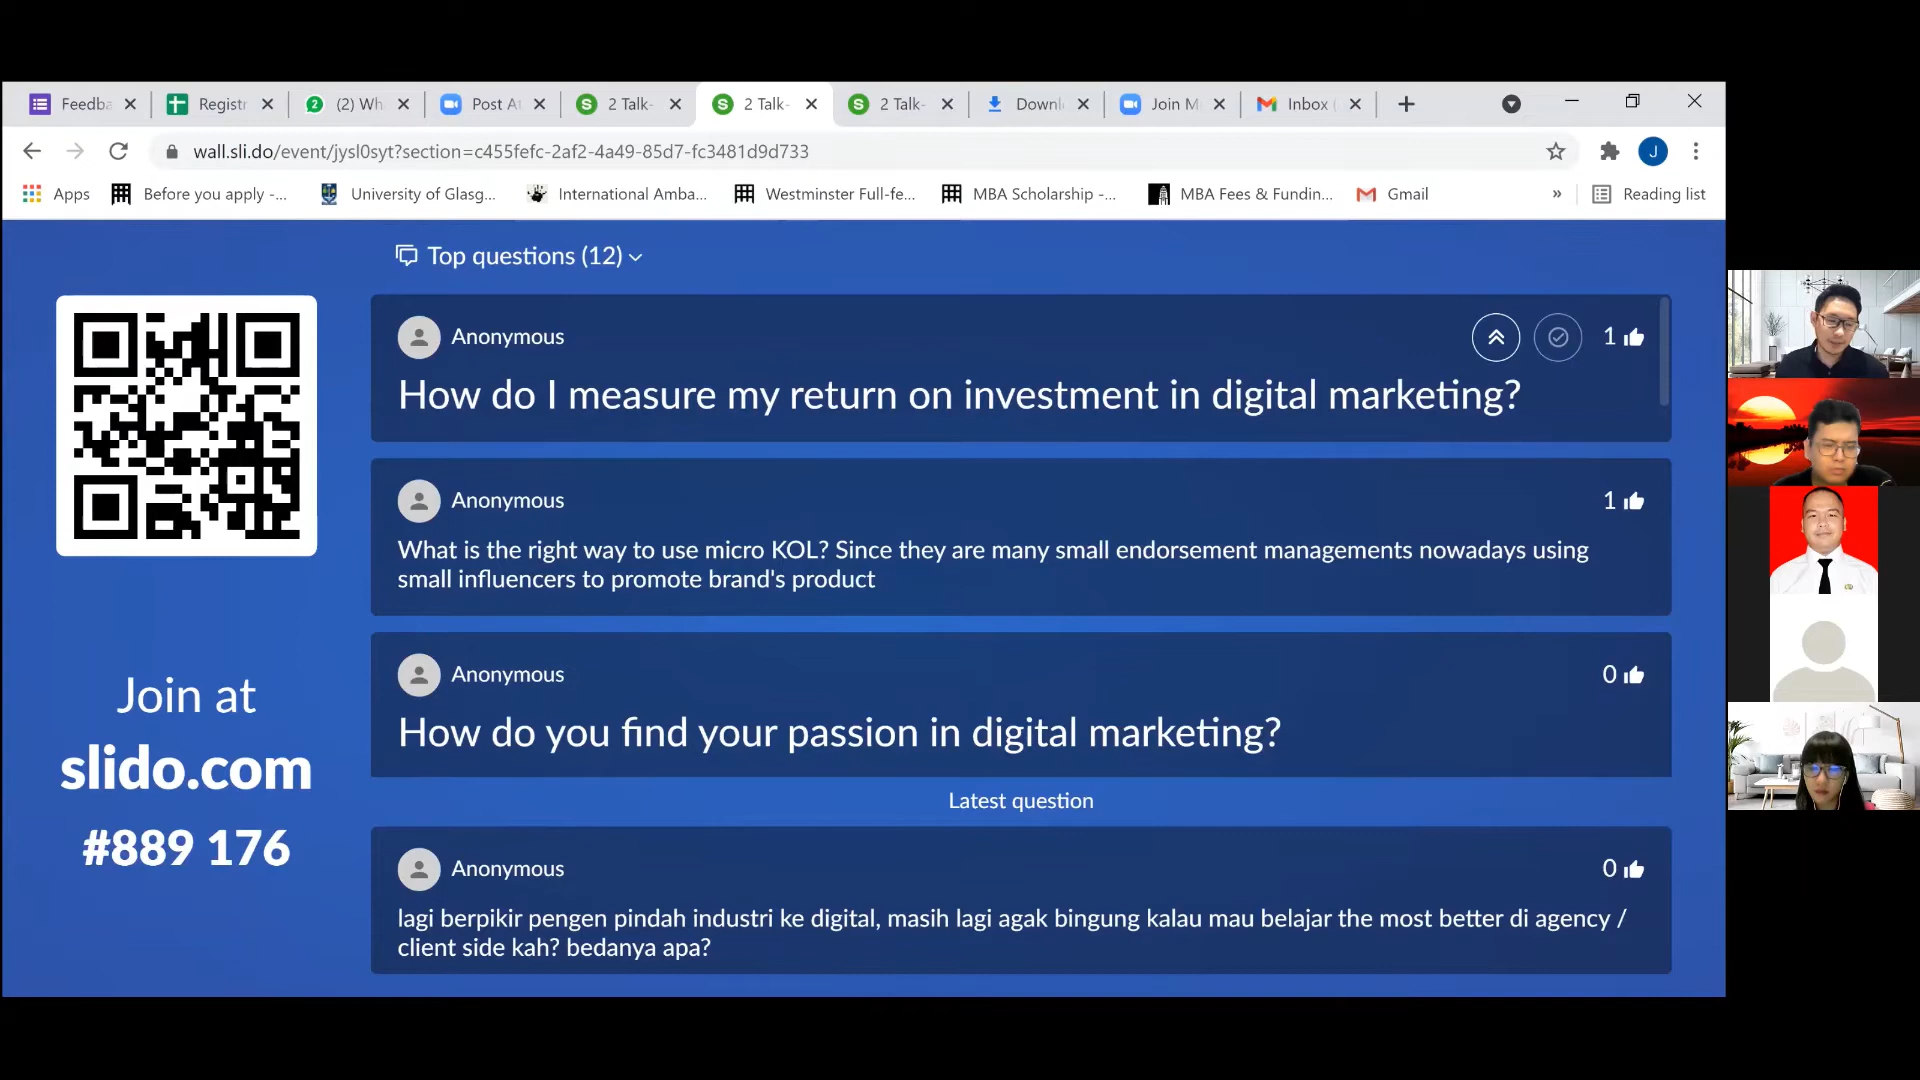 Feedba
Registr
(2) Wh
Post At
2 Talk-
2 Talk-
2 Talk-
Downl
Join M
Inbox (
wall.sli.do/event/jysl0syt?section=c455fefc-2af2-4a49-85d7-fc3481d9d733
J
Apps
Before you apply -...
University of Glasg...
International Amba...
Westminster Full-fe...
MBA Scholarship -...
MBA Fees & Fundin...
Gmail
»
Reading list
Top questions (12)
Anonymous
1
How do I measure my return on investment in digital marketing?
Anonymous
1
What is the right way to use micro KOL? Since they are many small endorsement managements nowadays using
small influencers to promote brand's product
Anonymous
0
How do you find your passion in digital marketing?
Latest question
Anonymous
0
lagi berpikir pengen pindah industri ke digital, masih lagi agak bingung kalau mau belajar the most better di agency /
client side kah? bedanya apa?
Join at
slido.com
#889 176